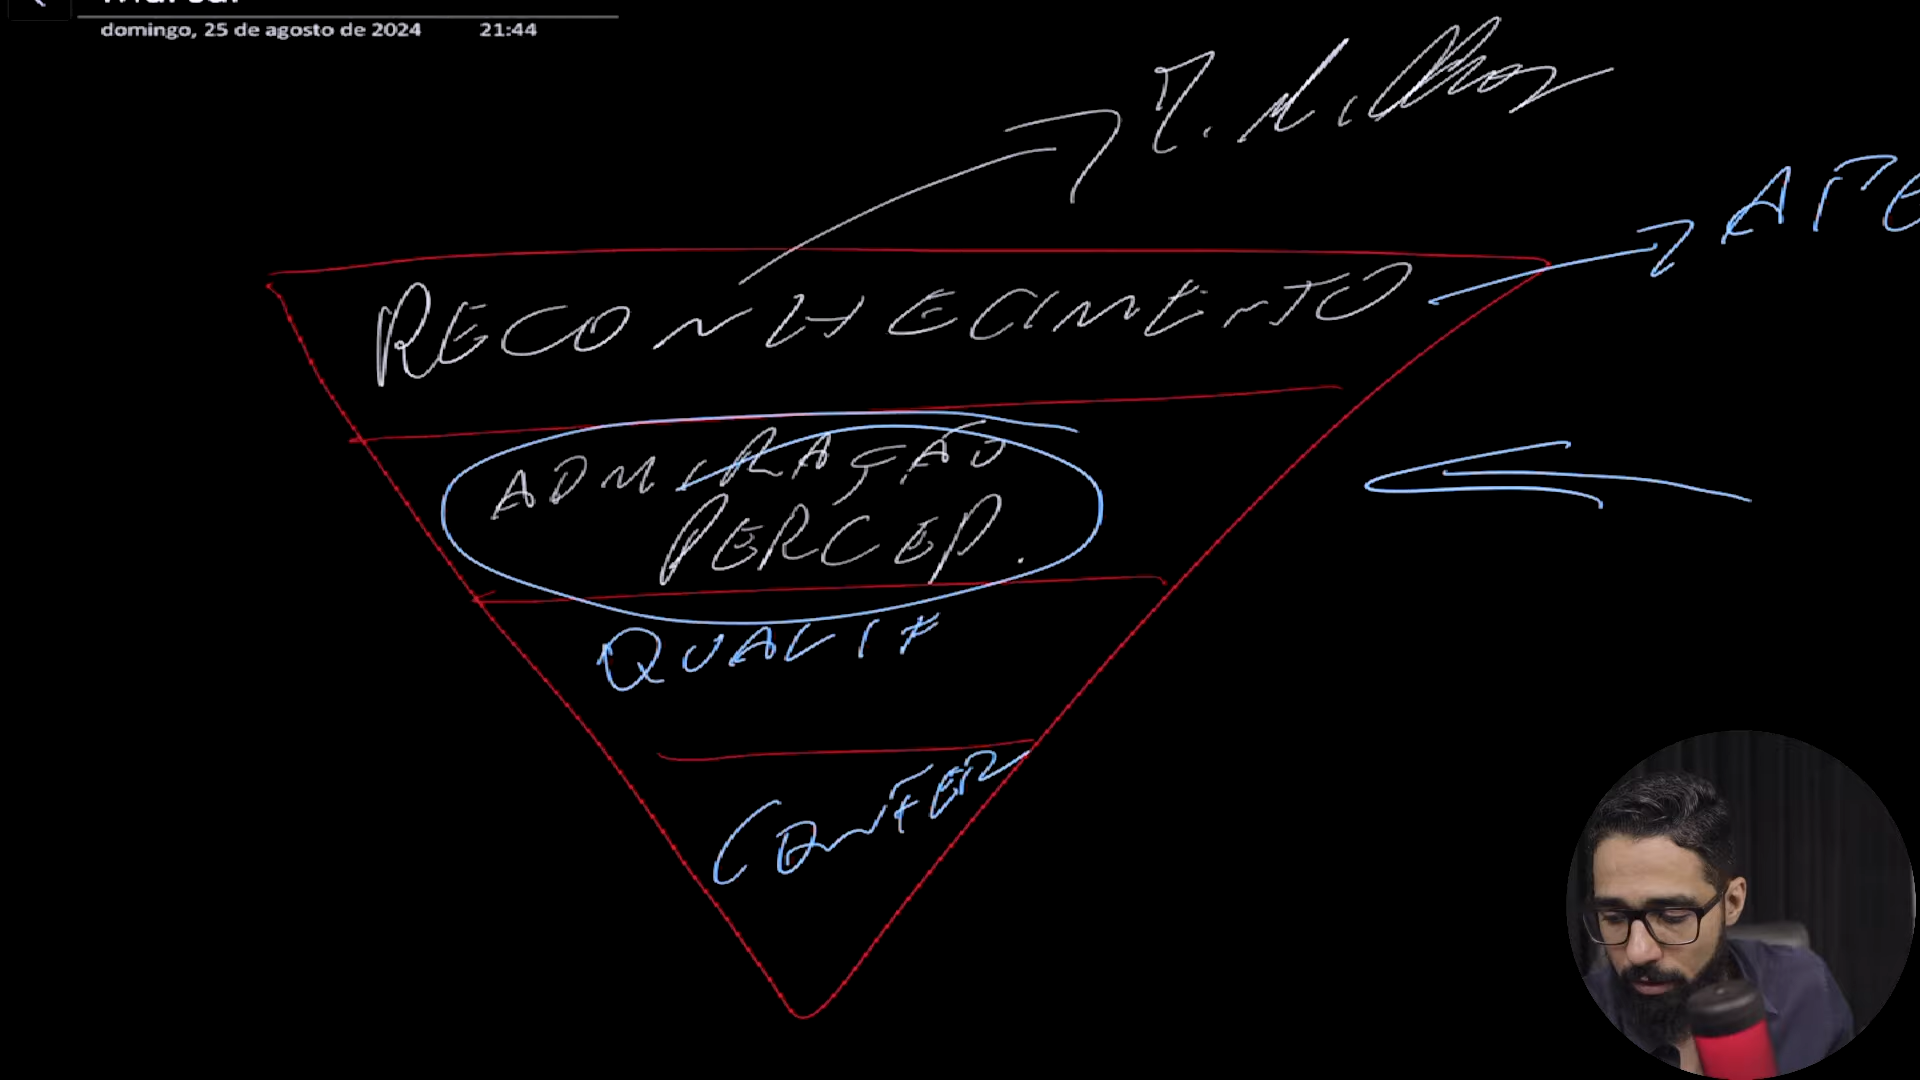 domingo, 25 de agosto de 2024 21:44
RECONHECIMENTO
ADMIRAÇÃO
PERCEP.
QUALIF
CONFER